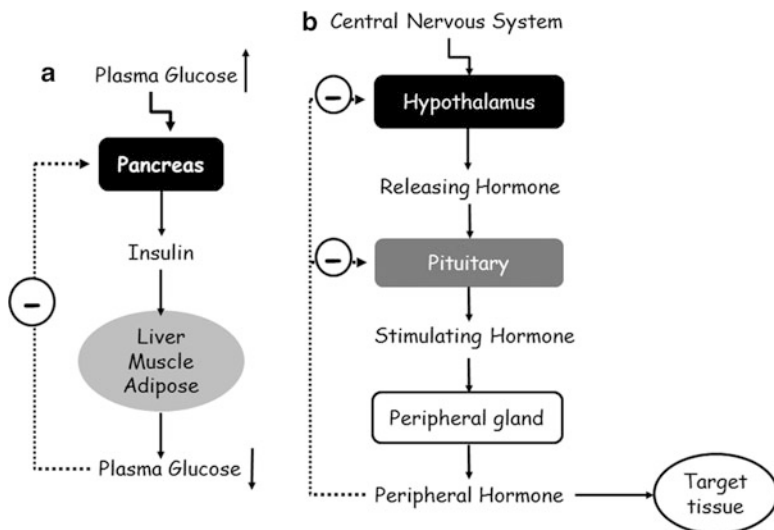 a
Plasma Glucose
Pancreas
Insulin
−
Liver
Muscle
Adipose
Plasma Glucose
b
Central Nervous System
−
Hypothalamus
Releasing Hormone
−
Pituitary
Stimulating Hormone
Peripheral gland
Peripheral Hormone
Target
tissue